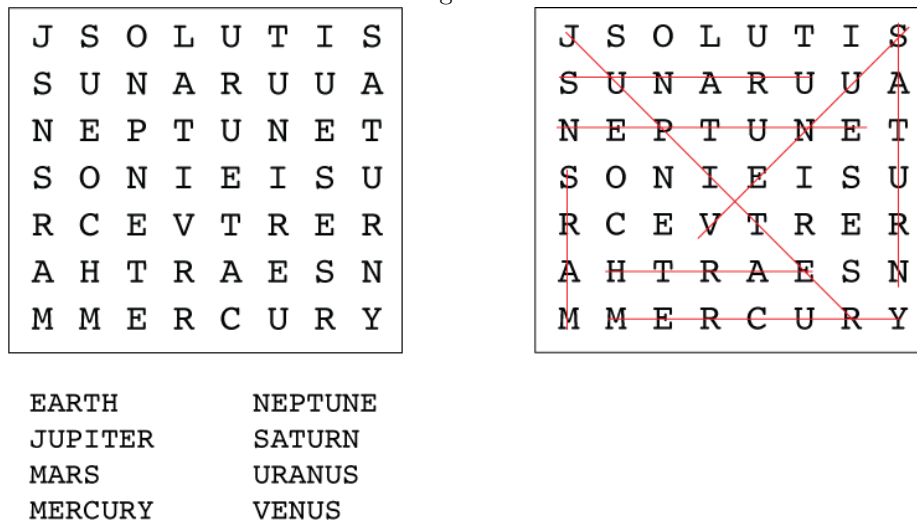 J S O L U T I S
S U N A R U U A
N E P T U N E T
S O N I E I S U
R C E V T R E R
A H T R A E S N
M M E R C U R Y
J S O L U T I S
S U N A R U U A
N E P T U N E T
S O N I E I S U
R C E V T R E R
A H T R A E S N
M M E R C U R Y
EARTH NEPTUNE
JUPITER SATURN
MARS URANUS
MERCURY VENUS